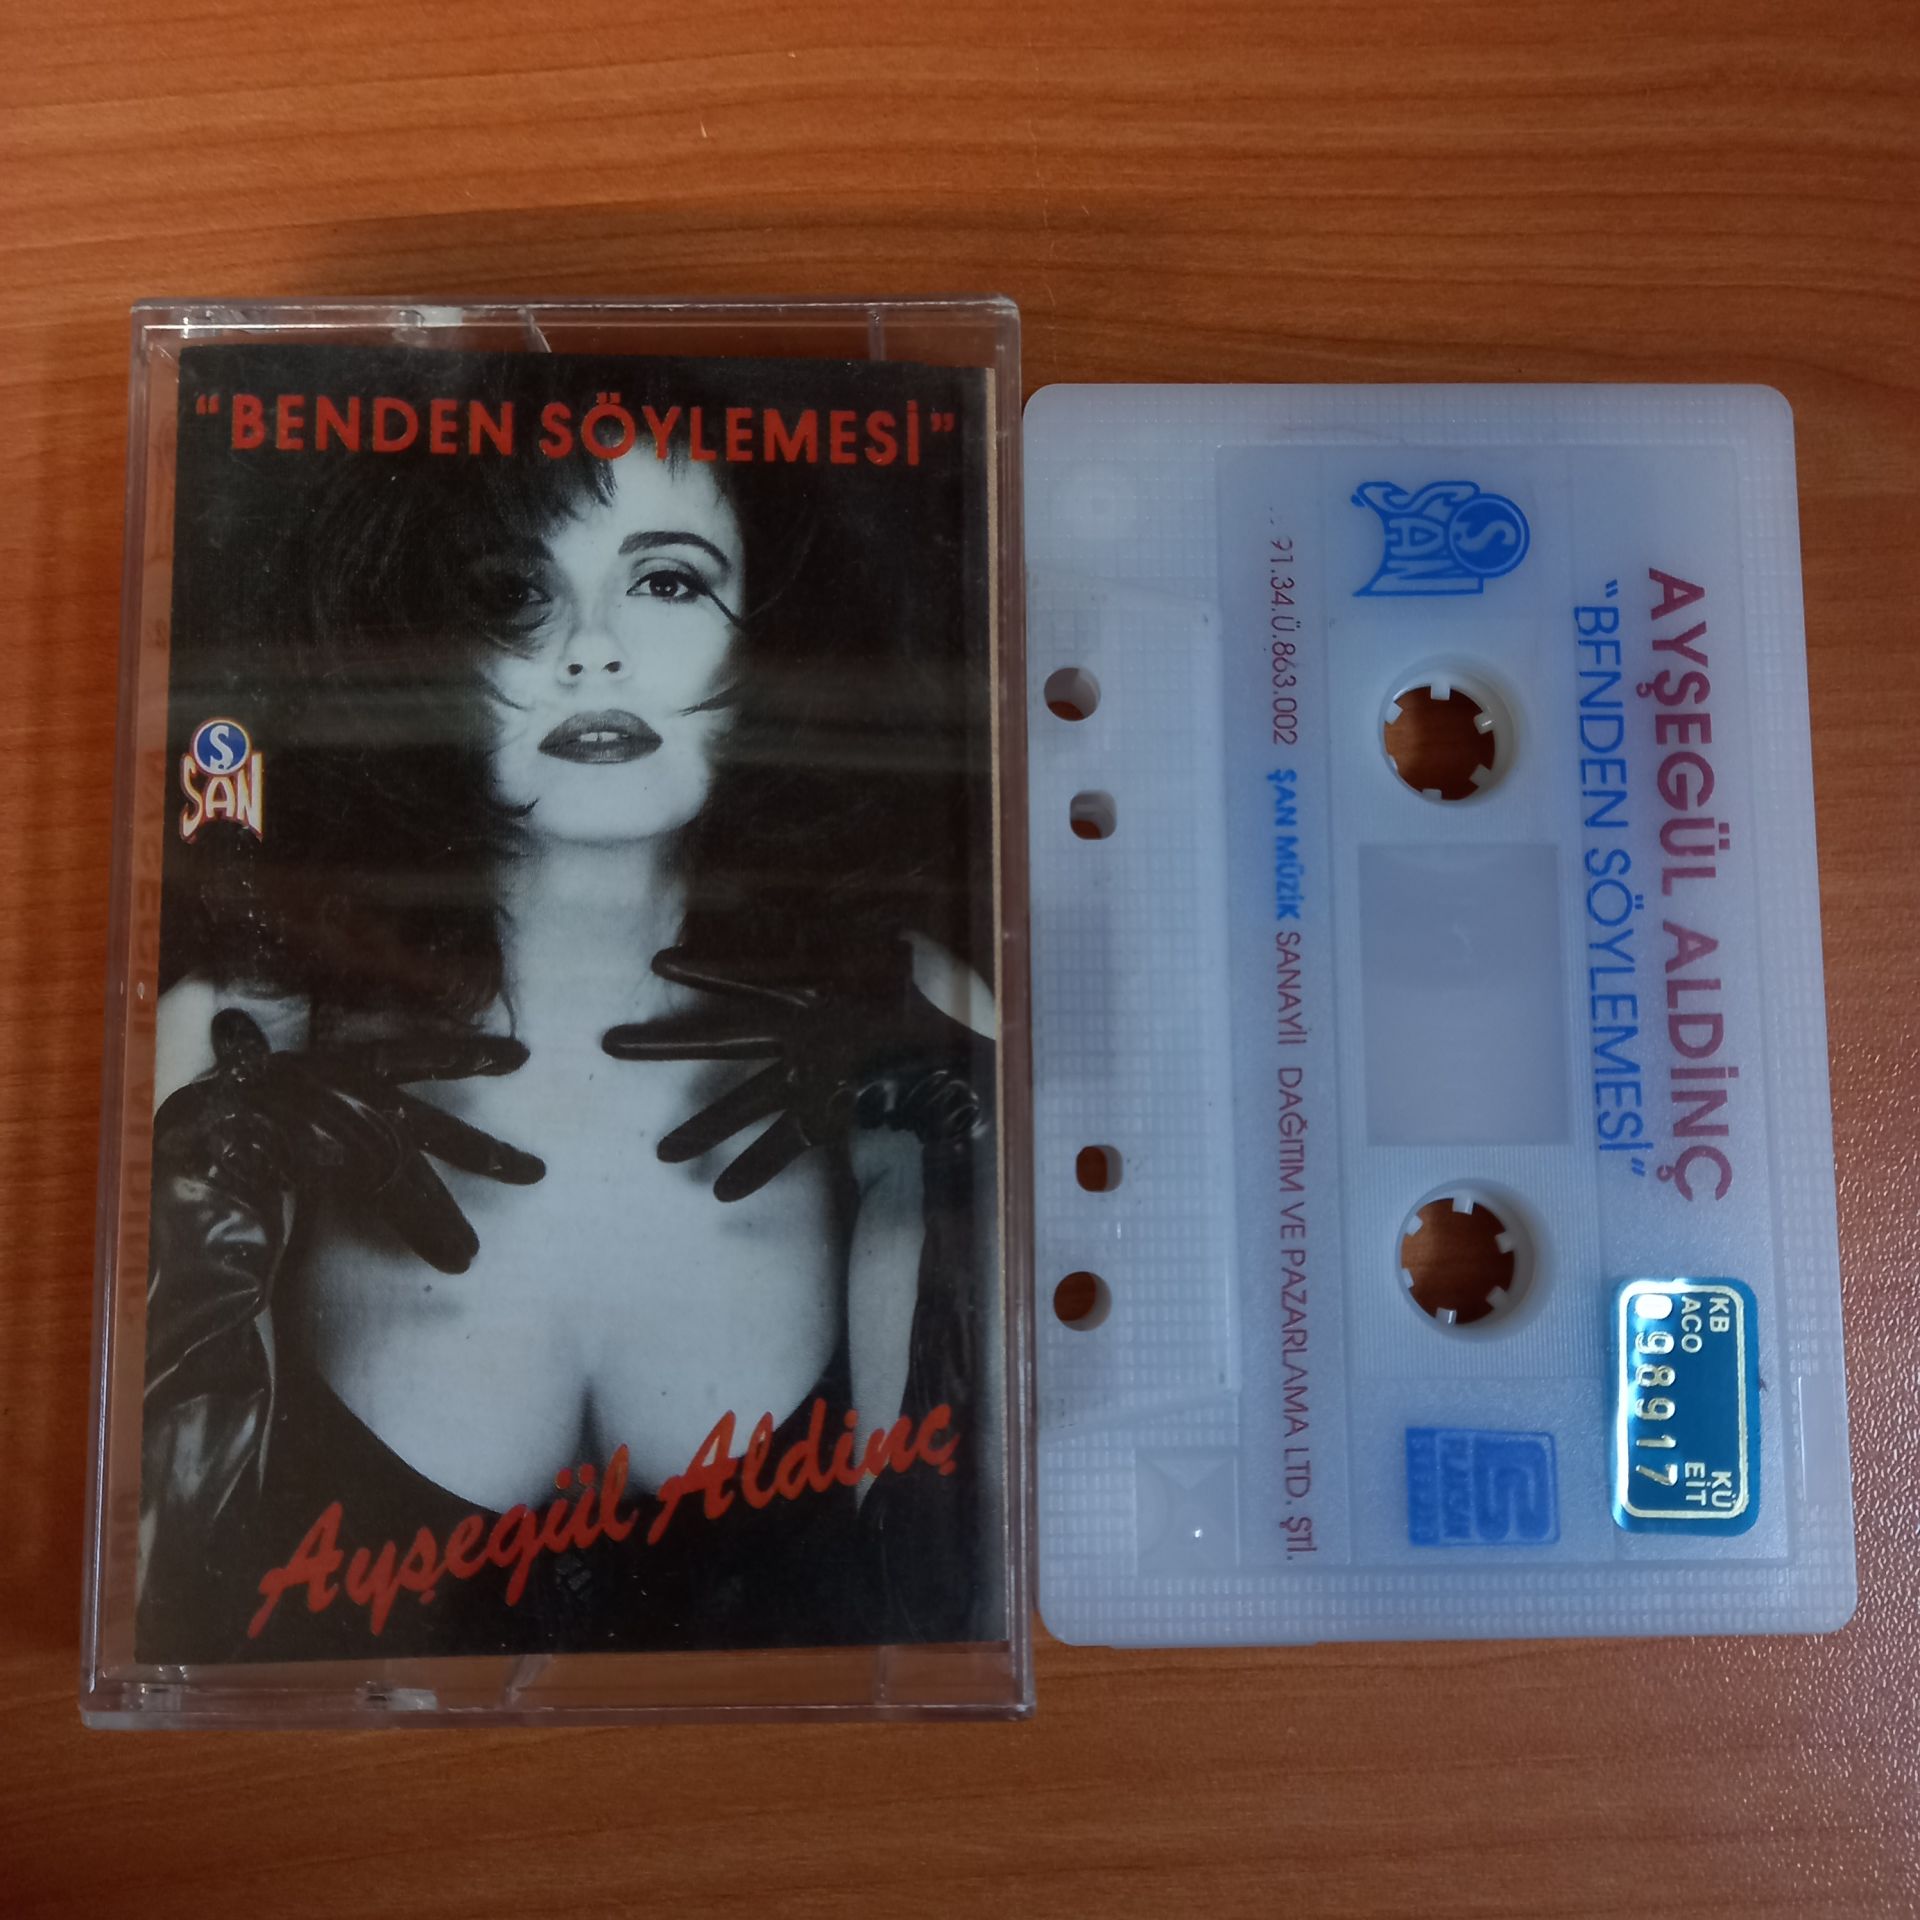 "BENDEN SÖYLEMESİ"
Ş
ŞAN
Ayşegül Aldinç
AYŞEGÜL ALDİNÇ
"BENDEN SÖYLEMESİ"
Ş
ŞAN
91.34.Ü.863.002 ŞAN MÜZİK SANAYİ DAĞITIM VE PAZARLAMA LTD. ŞTİ.
KB KÜ
ACO EİT
098917